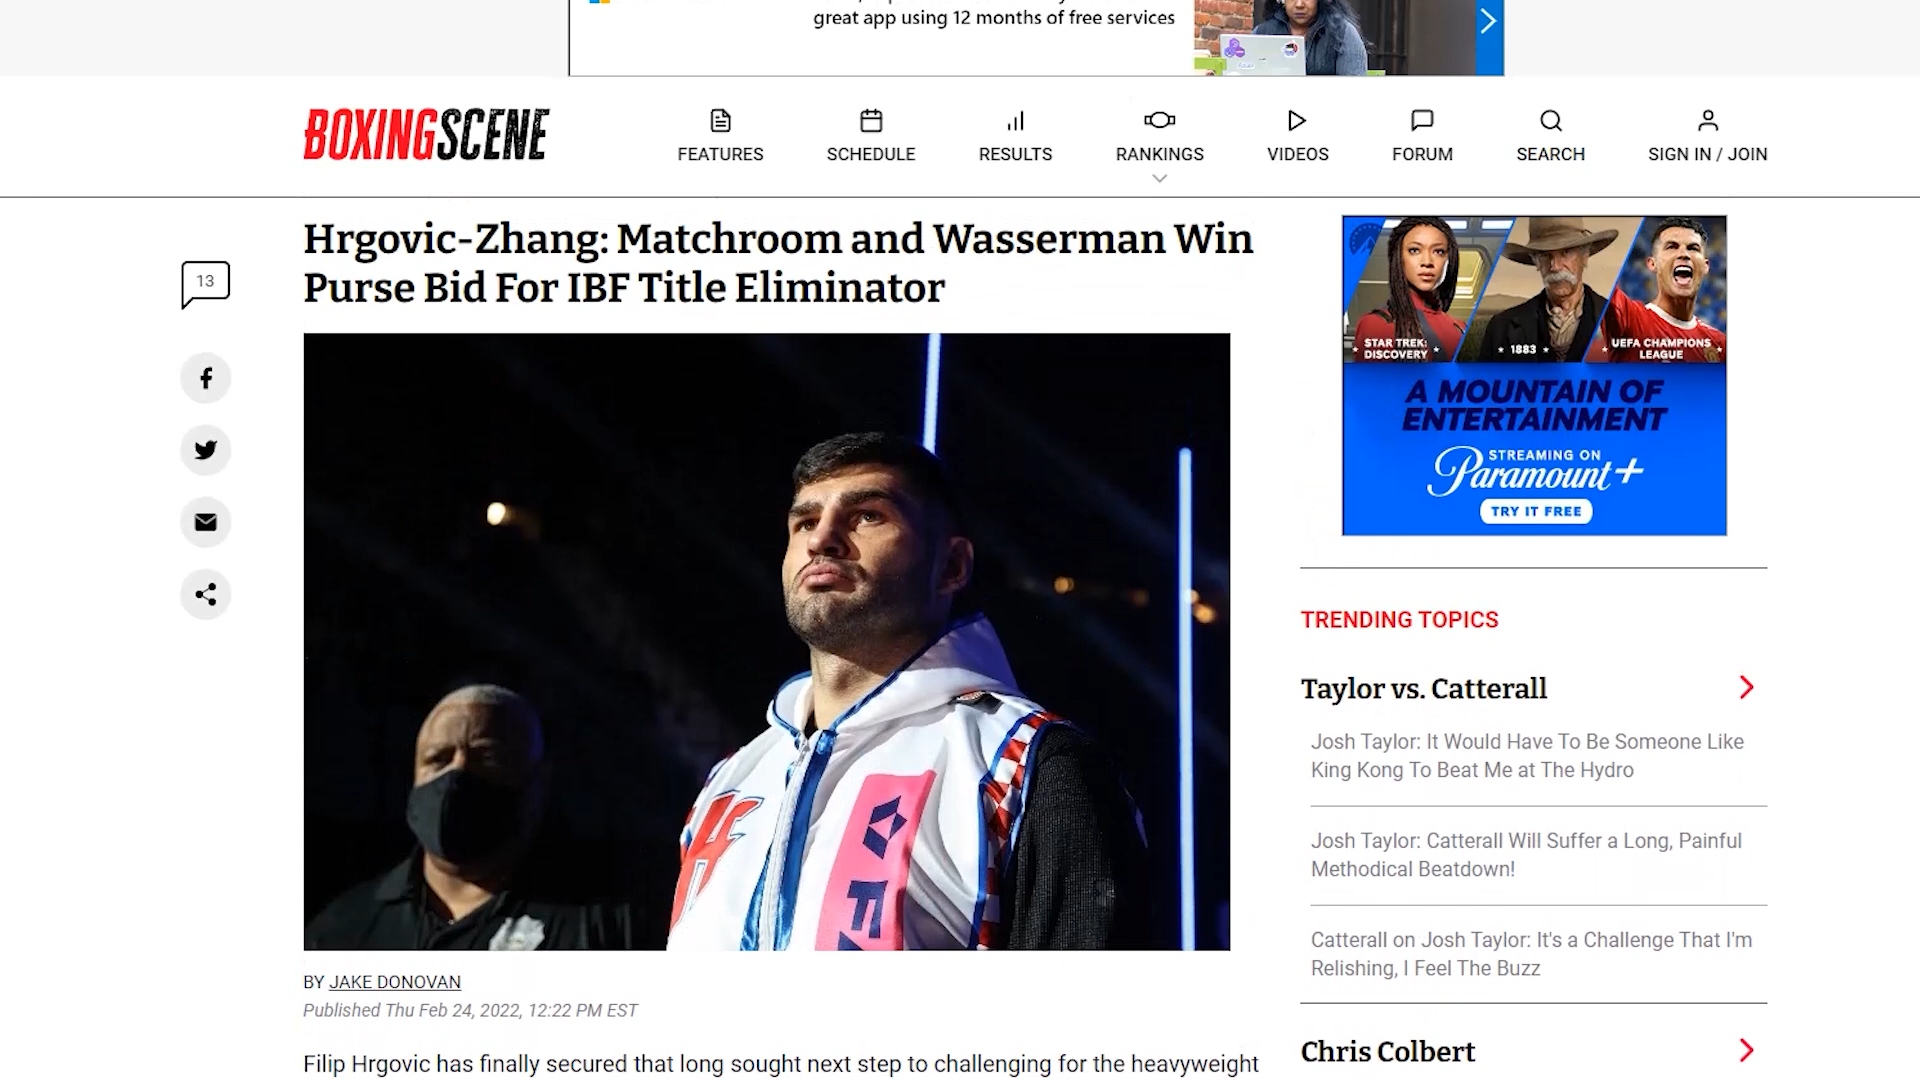 great app using 12 months of free services
BOXINGSCENE
FEATURES
SCHEDULE
RESULTS
RANKINGS
VIDEOS
FORUM
SEARCH
SIGN IN / JOIN
13
Hrgovic-Zhang: Matchroom and Wasserman Win
Purse Bid For IBF Title Eliminator
BY JAKE DONOVAN
Published Thu Feb 24, 2022, 12:22 PM EST
Filip Hrgovic has finally secured that long sought next step to challenging for the heavyweight
STAR TREK:
DISCOVERY
1883
UEFA CHAMPIONS
LEAGUE
A MOUNTAIN OF
ENTERTAINMENT
STREAMING ON
Paramount+
TRY IT FREE
TRENDING TOPICS
Taylor vs. Catterall
Josh Taylor: It Would Have To Be Someone Like
King Kong To Beat Me at The Hydro
Josh Taylor: Catterall Will Suffer a Long, Painful
Methodical Beatdown!
Catterall on Josh Taylor: It's a Challenge That I'm
Relishing, I Feel The Buzz
Chris Colbert